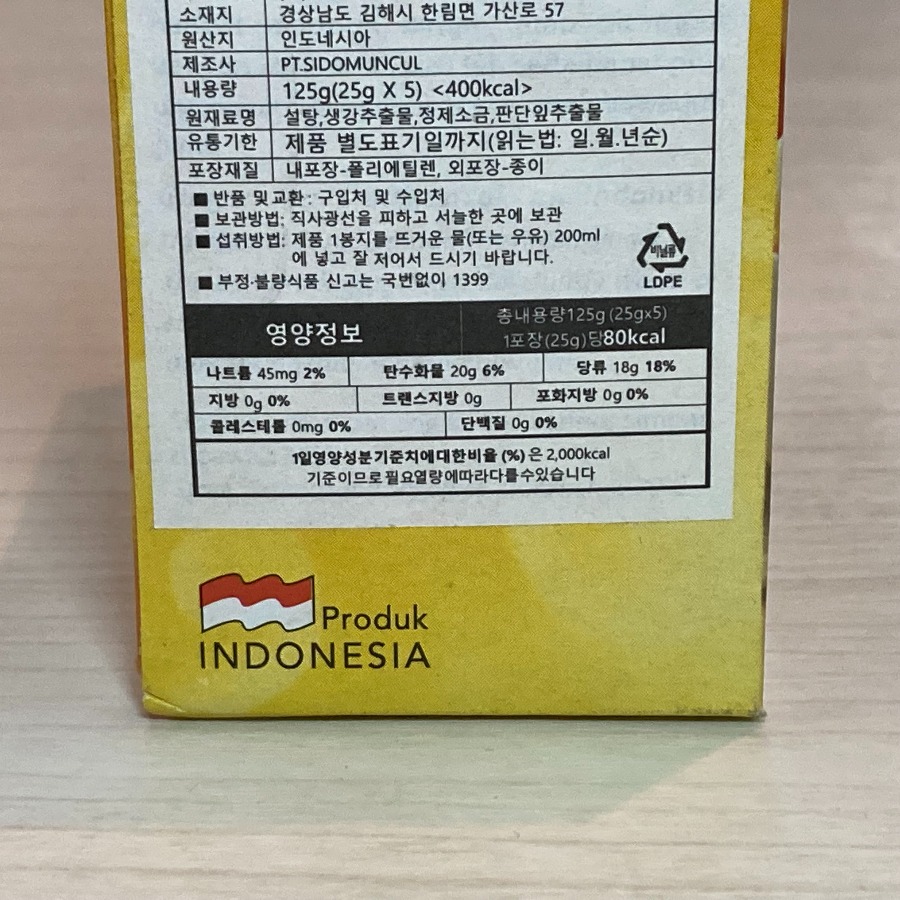 소재지 경상남도 김해시 한림면 가산로 57
원산지 인도네시아
제조사 PT.SIDOMUNCUL
내용량 125g(25g X 5) <400kcal>
원재료명 설탕,생강추출물,정제소금,판단잎추출물
유통기한 제품 별도표기일까지(읽는법: 일.월.년순)
포장재질 내포장-폴리에틸렌, 외포장-종이
■ 반품 및교환: 구입처 및 수입처
■ 보관방법: 직사광선을 피하고 서늘한 곳에 보관
■ 섭취방법: 제품 1봉지를 뜨거운 물(또는 우유) 200ml
에 넣고 잘 저어서 드시기 바랍니다.
■ 부정·불량식품 신고는 국번없이 1399
비닐류
LDPE
영양정보
총내용량125g (25gx5)
1포장(25g)당80kcal
나트륨 45mg 2% 탄수화물 20g 6% 당류 18g 18%
지방 0g 0% 트랜스지방 0g 포화지방 0g 0%
콜레스테롤 0mg 0% 단백질 0g 0%
1일영양성분기준치에대한비율 (%) 은 2,000kcal
기준이므로필요열량에따라다를수있습니다
Produk
INDONESIA